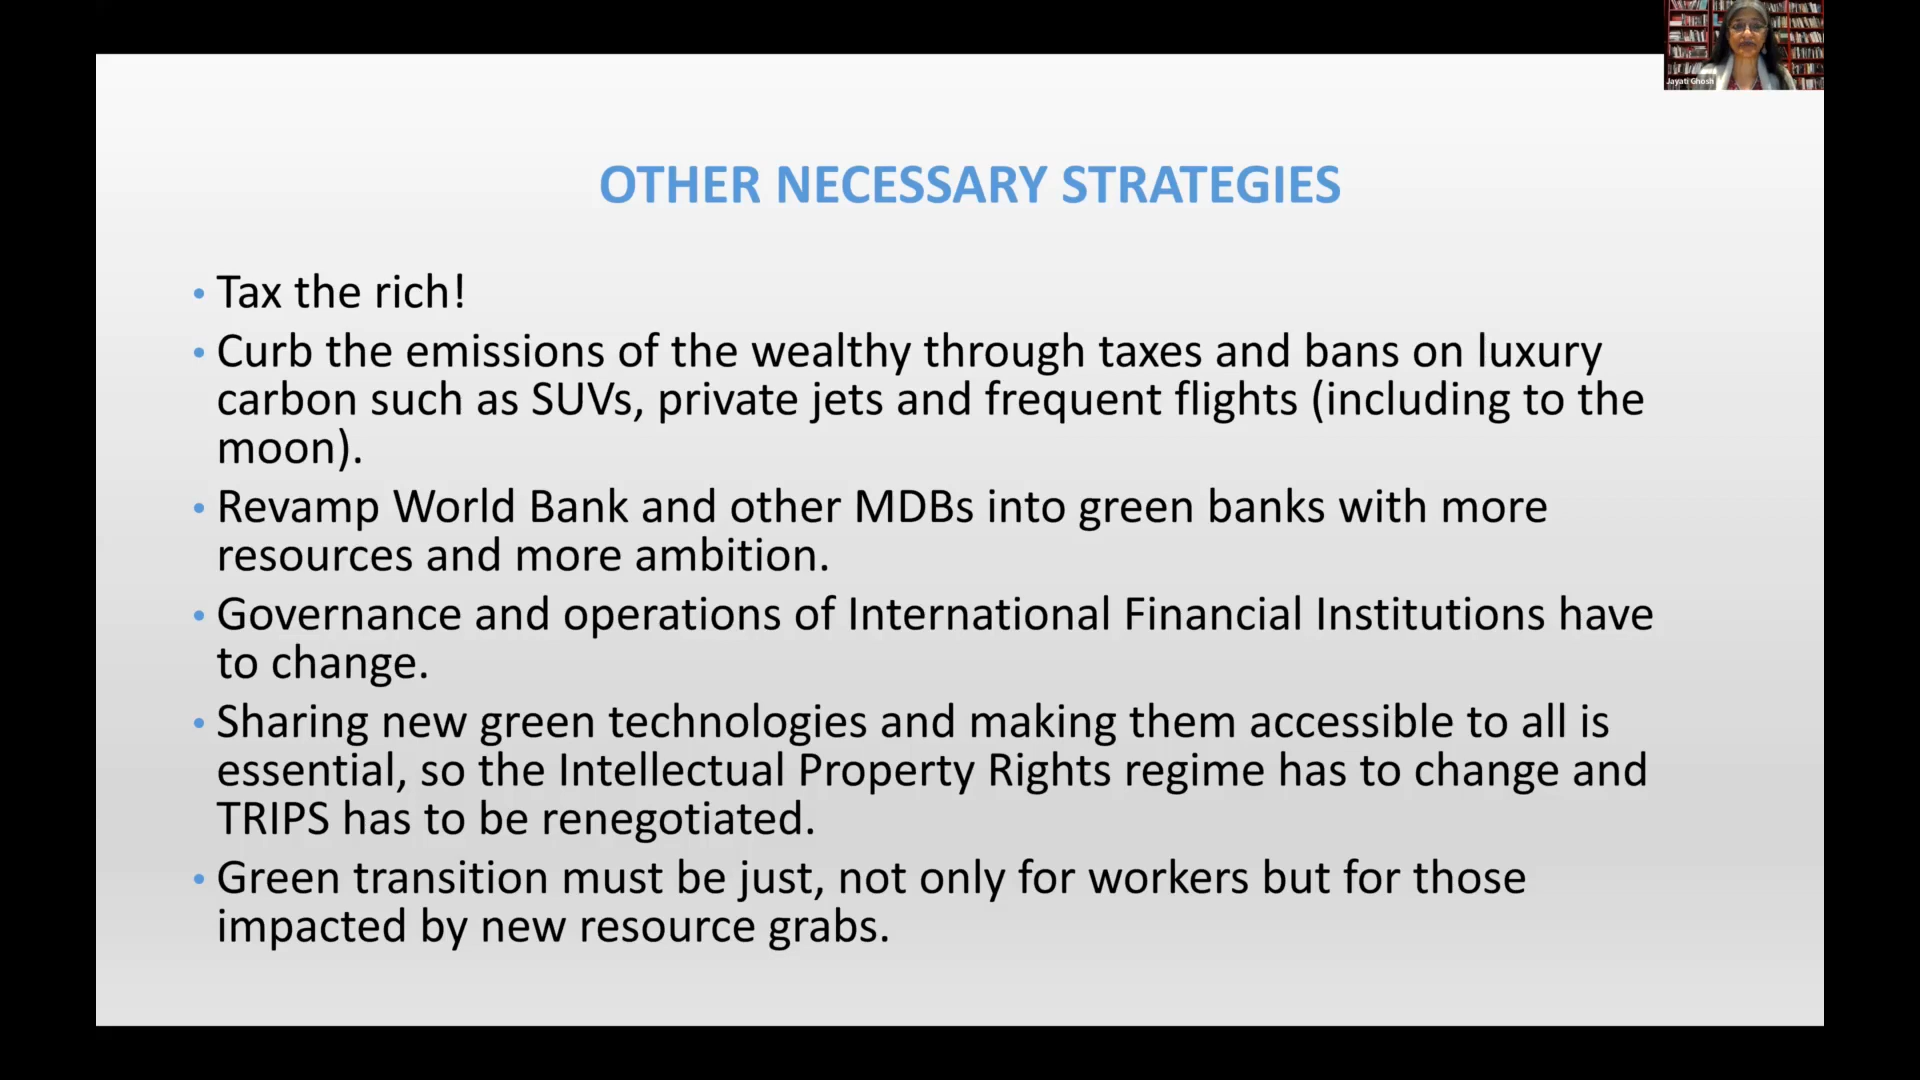 Jayati Ghosh
OTHER NECESSARY STRATEGIES
• Tax the rich!
• Curb the emissions of the wealthy through taxes and bans on luxury
carbon such as SUVs, private jets and frequent flights (including to the
moon).
• Revamp World Bank and other MDBs into green banks with more
resources and more ambition.
• Governance and operations of International Financial Institutions have
to change.
• Sharing new green technologies and making them accessible to all is
essential, so the Intellectual Property Rights regime has to change and
TRIPS has to be renegotiated.
• Green transition must be just, not only for workers but for those
impacted by new resource grabs.